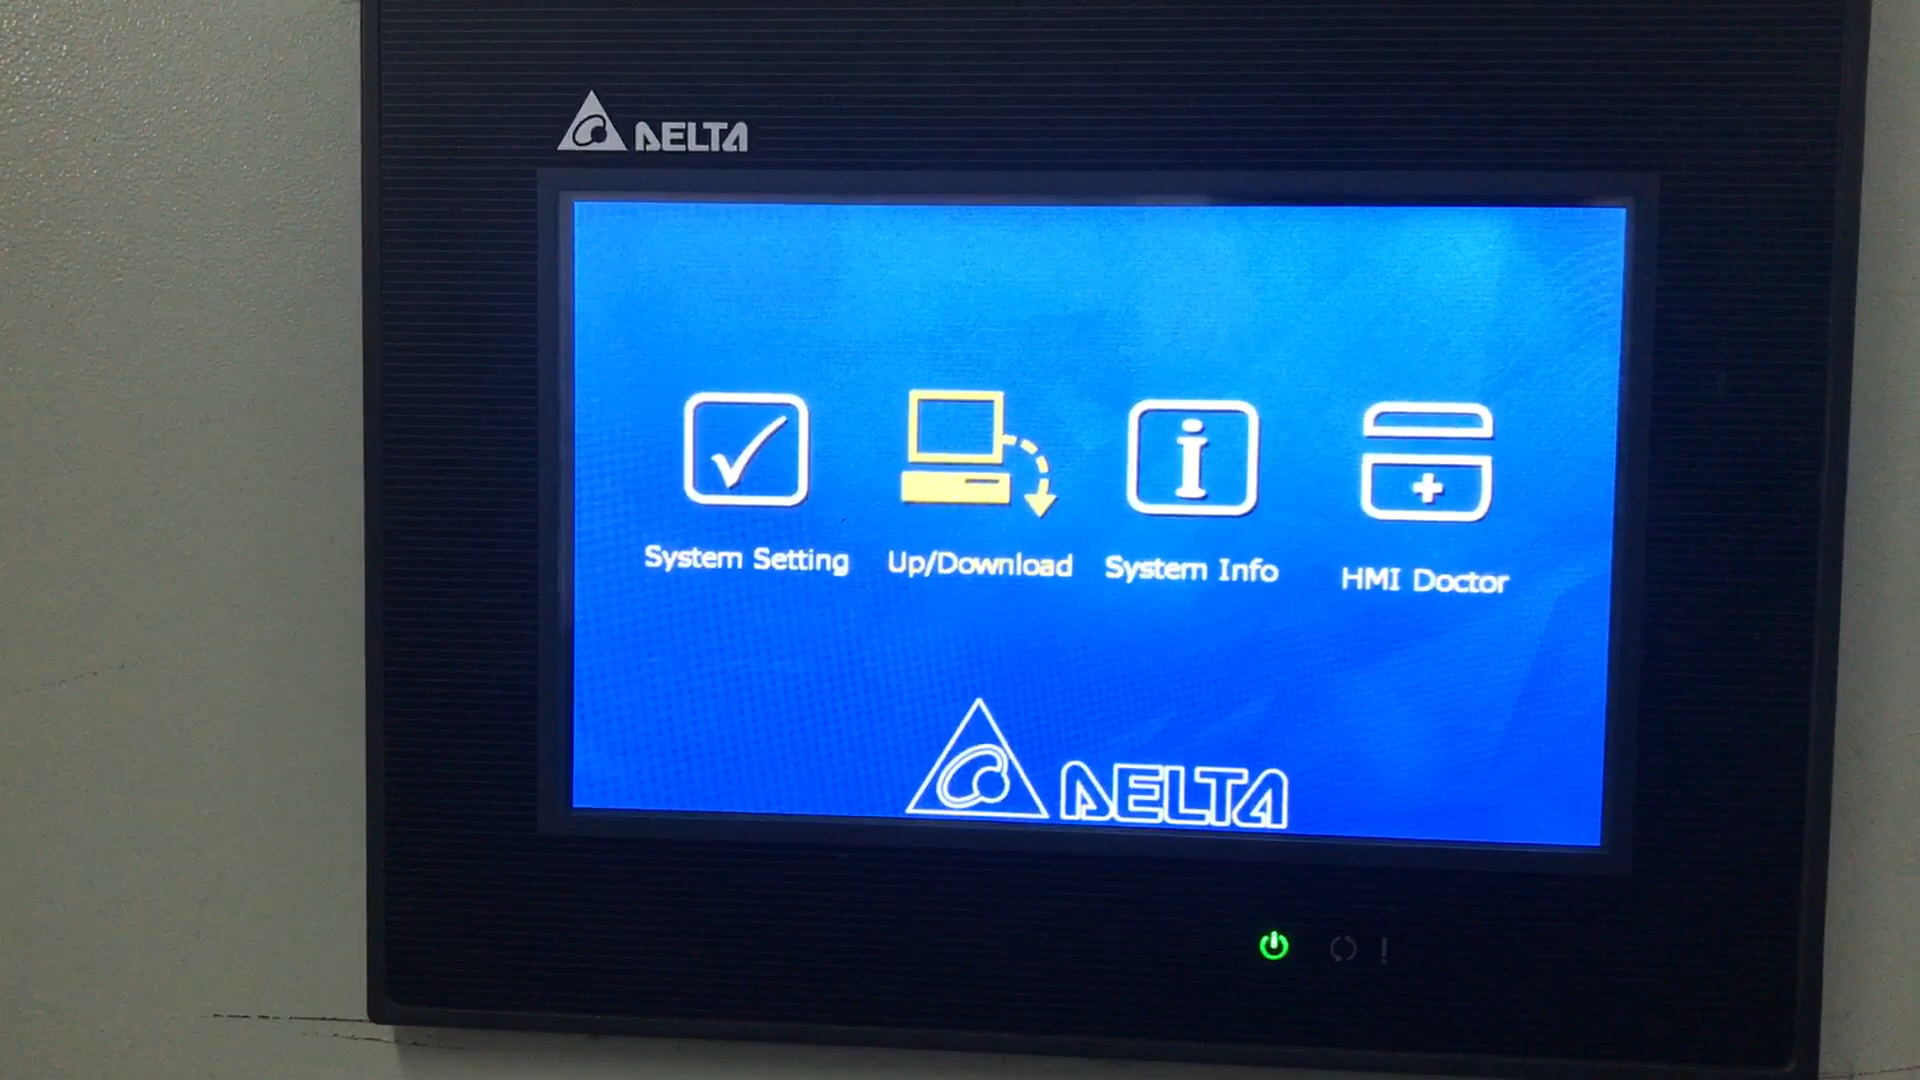 DELTA
System Setting
Up/Download
System Info
HMI Doctor
DELTA